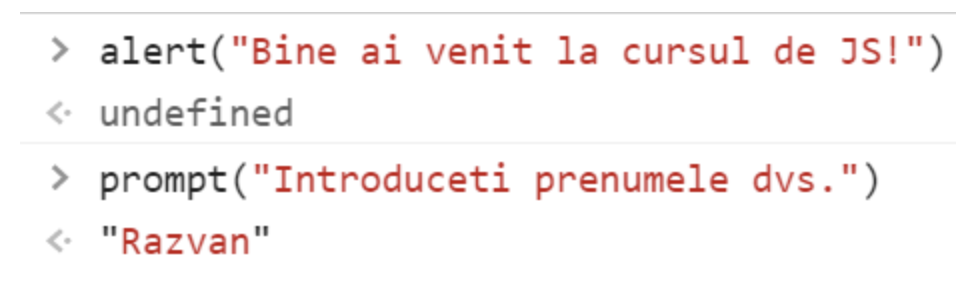 > alert("Bine ai venit la cursul de JS!")
<· undefined
> prompt("Introduceti prenumele dvs.")
<· "Razvan"